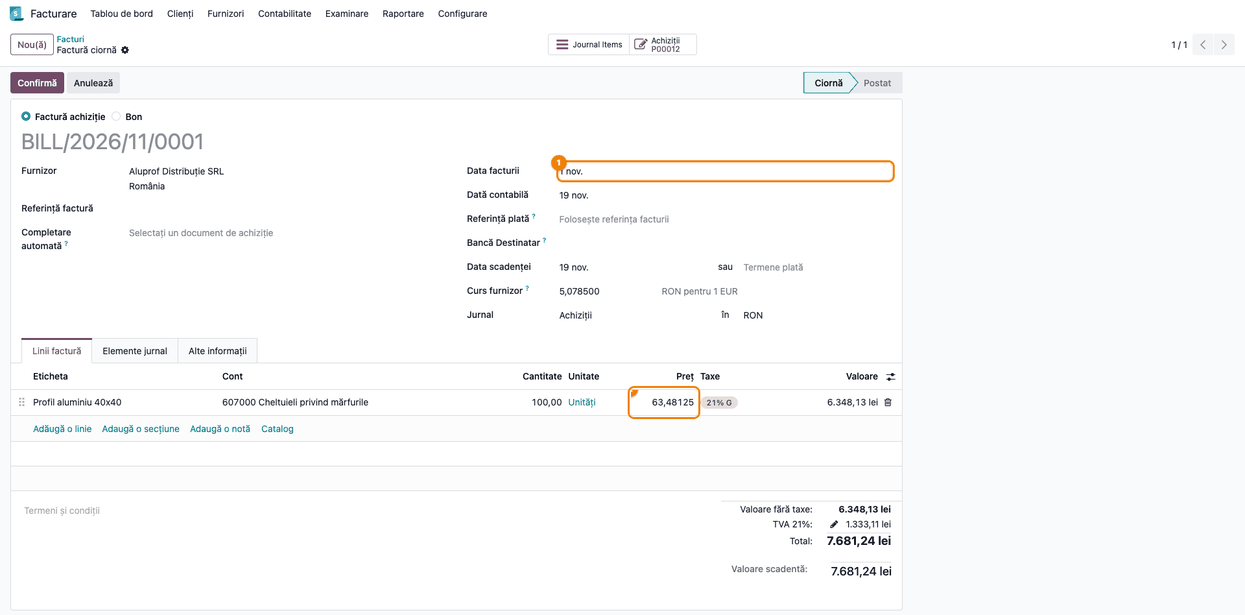 Facturare Tablou de bord Clienți Furnizori Contabilitate Examinare Raportare Configurare
Nou(ă)
Facturi
Factură ciornă
Journal Items
Achiziții
P00012
1 / 1
Confirmă Anulează
Ciornă Postat
Factură achiziție Bon
BILL/2026/11/0001
Furnizor Aluprof Distribuție SRL
România
Referință factură
Completare automată ? Selectați un document de achiziție
1
Data facturii 1 nov.
Dată contabilă 19 nov.
Referință plată ? Folosește referința facturii
Bancă Destinatar ?
Data scadenței 19 nov. sau Termene plată
Curs furnizor ? 5,078500 RON pentru 1 EUR
Jurnal Achiziții în RON
Linii factură Elemente jurnal Alte informații
Eticheta Cont Cantitate Unitate Preț Taxe Valoare
Profil aluminiu 40x40 607000 Cheltuieli privind mărfurile 100,00 Unități 63,48125 21% G 6.348,13 lei
Adăugă o linie Adaugă o secțiune Adaugă o notă Catalog
Termeni și condiții
Valoare fără taxe: 6.348,13 lei
TVA 21%: 1.333,11 lei
Total: 7.681,24 lei
Valoare scadentă: 7.681,24 lei